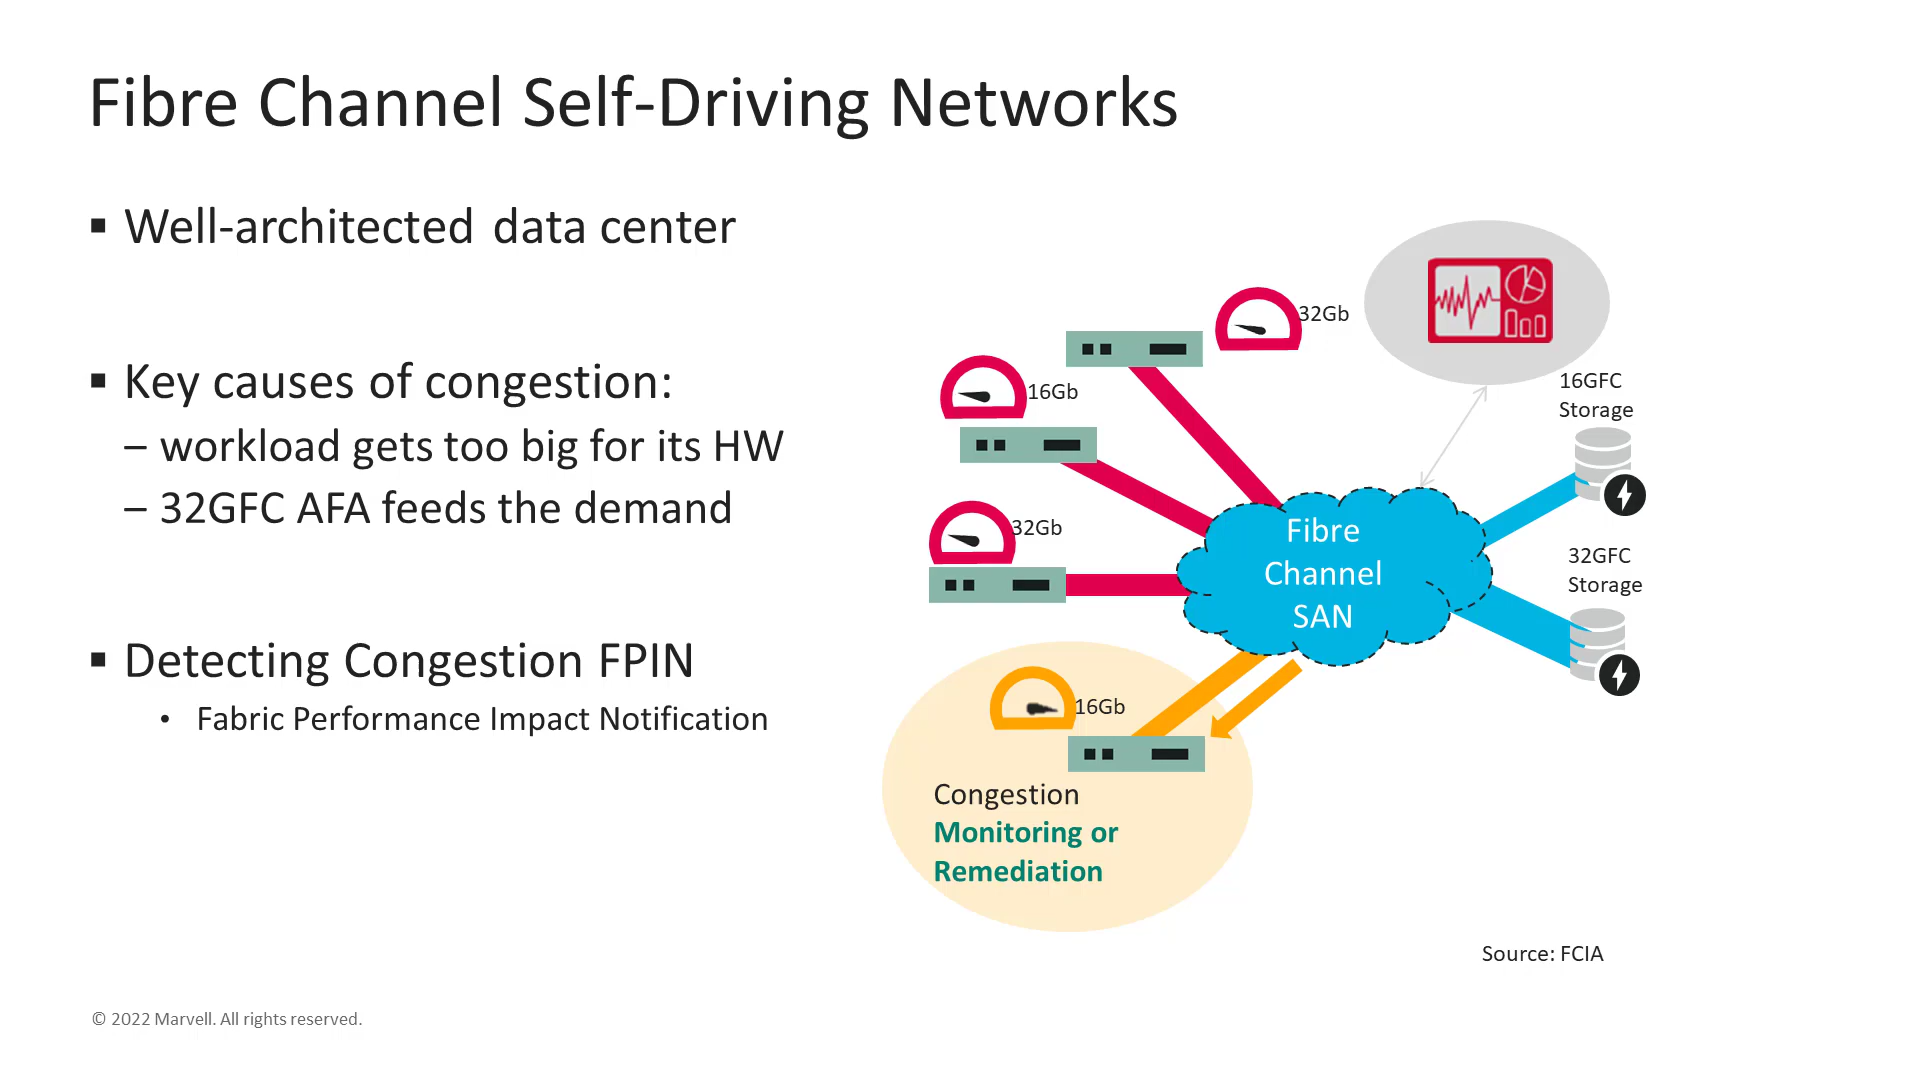 Fibre Channel Self-Driving Networks
▪ Well-architected data center
▪ Key causes of congestion:
– workload gets too big for its HW
– 32GFC AFA feeds the demand
▪ Detecting Congestion FPIN
• Fabric Performance Impact Notification
32Gb
16Gb
32Gb
16Gb
16GFC
Storage
32GFC
Storage
Fibre
Channel
SAN
Congestion
Monitoring or
Remediation
Source: FCIA
© 2022 Marvell. All rights reserved.